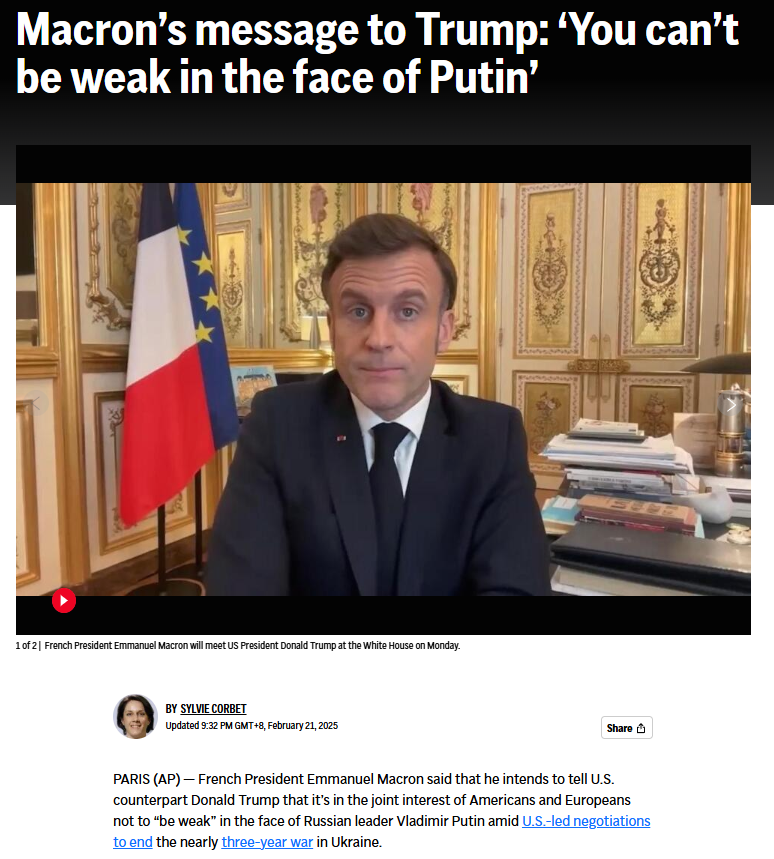 Macron’s message to Trump: ‘You can’t
be weak in the face of Putin’
1 of 2 | French President Emmanuel Macron will meet US President Donald Trump at the White House on Monday.
BY SYLVIE CORBET
Updated 9:32 PM GMT+8, February 21, 2025
Share
PARIS (AP) — French President Emmanuel Macron said that he intends to tell U.S.
counterpart Donald Trump that it’s in the joint interest of Americans and Europeans
not to “be weak” in the face of Russian leader Vladimir Putin amid U.S.-led negotiations
to end the nearly three-year war in Ukraine.